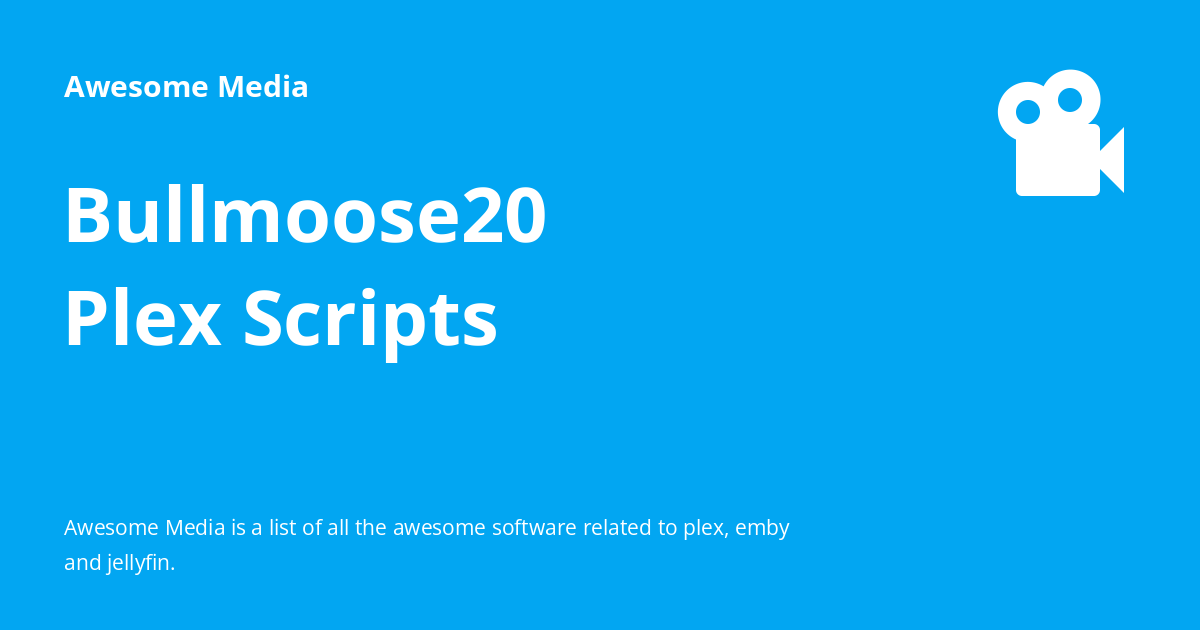 Awesome Media
Bullmoose20
Plex Scripts
Awesome Media is a list of all the awesome software related to plex, emby
and jellyfin.